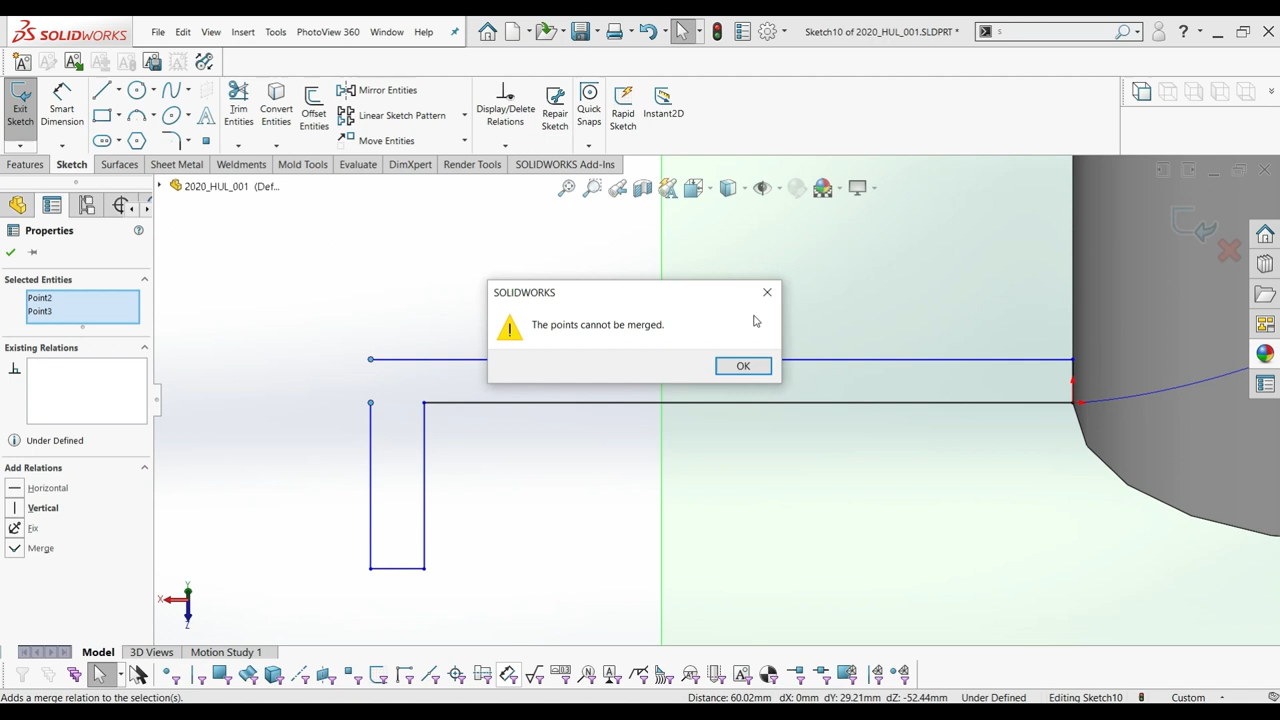 SOLIDWORKS
File Edit View Insert Tools PhotoView 360 Window Help
Sketch10 of 2020_HUL_001.SLDPRT *
s
Exit Sketch
Smart Dimension
Trim Entities
Convert Entities
Offset Entities
Mirror Entities
Linear Sketch Pattern
Move Entities
Display/Delete Relations
Repair Sketch
Quick Snaps
Rapid Sketch
Instant2D
Features Sketch Surfaces Sheet Metal Weldments Mold Tools Evaluate DimXpert Render Tools SOLIDWORKS Add-Ins
2020_HUL_001 (Def...
Properties
Selected Entities
Point2
Point3
Existing Relations
Under Defined
Add Relations
Horizontal
Vertical
Fix
Merge
SOLIDWORKS
The points cannot be merged.
OK
X
Y
Z
Model 3D Views Motion Study 1
Adds a merge relation to the selection(s).
Distance: 60.02mm dX: 0mm dY: 29.21mm dZ: -52.44mm Under Defined Editing Sketch10 Custom